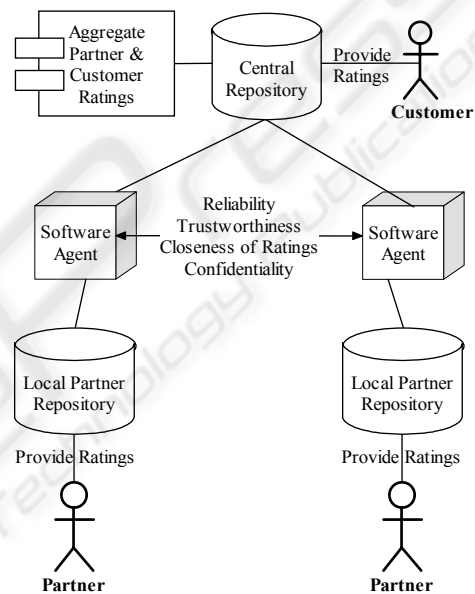 Aggregate
Partner &
Customer
Ratings
Central
Repository
Provide
Ratings
Customer
Software
Agent
Reliability
Trustworthiness
Closeness of Ratings
Confidentiality
Software
Agent
Local Partner
Repository
Local Partner
Repository
Provide Ratings
Provide Ratings
Partner
Partner